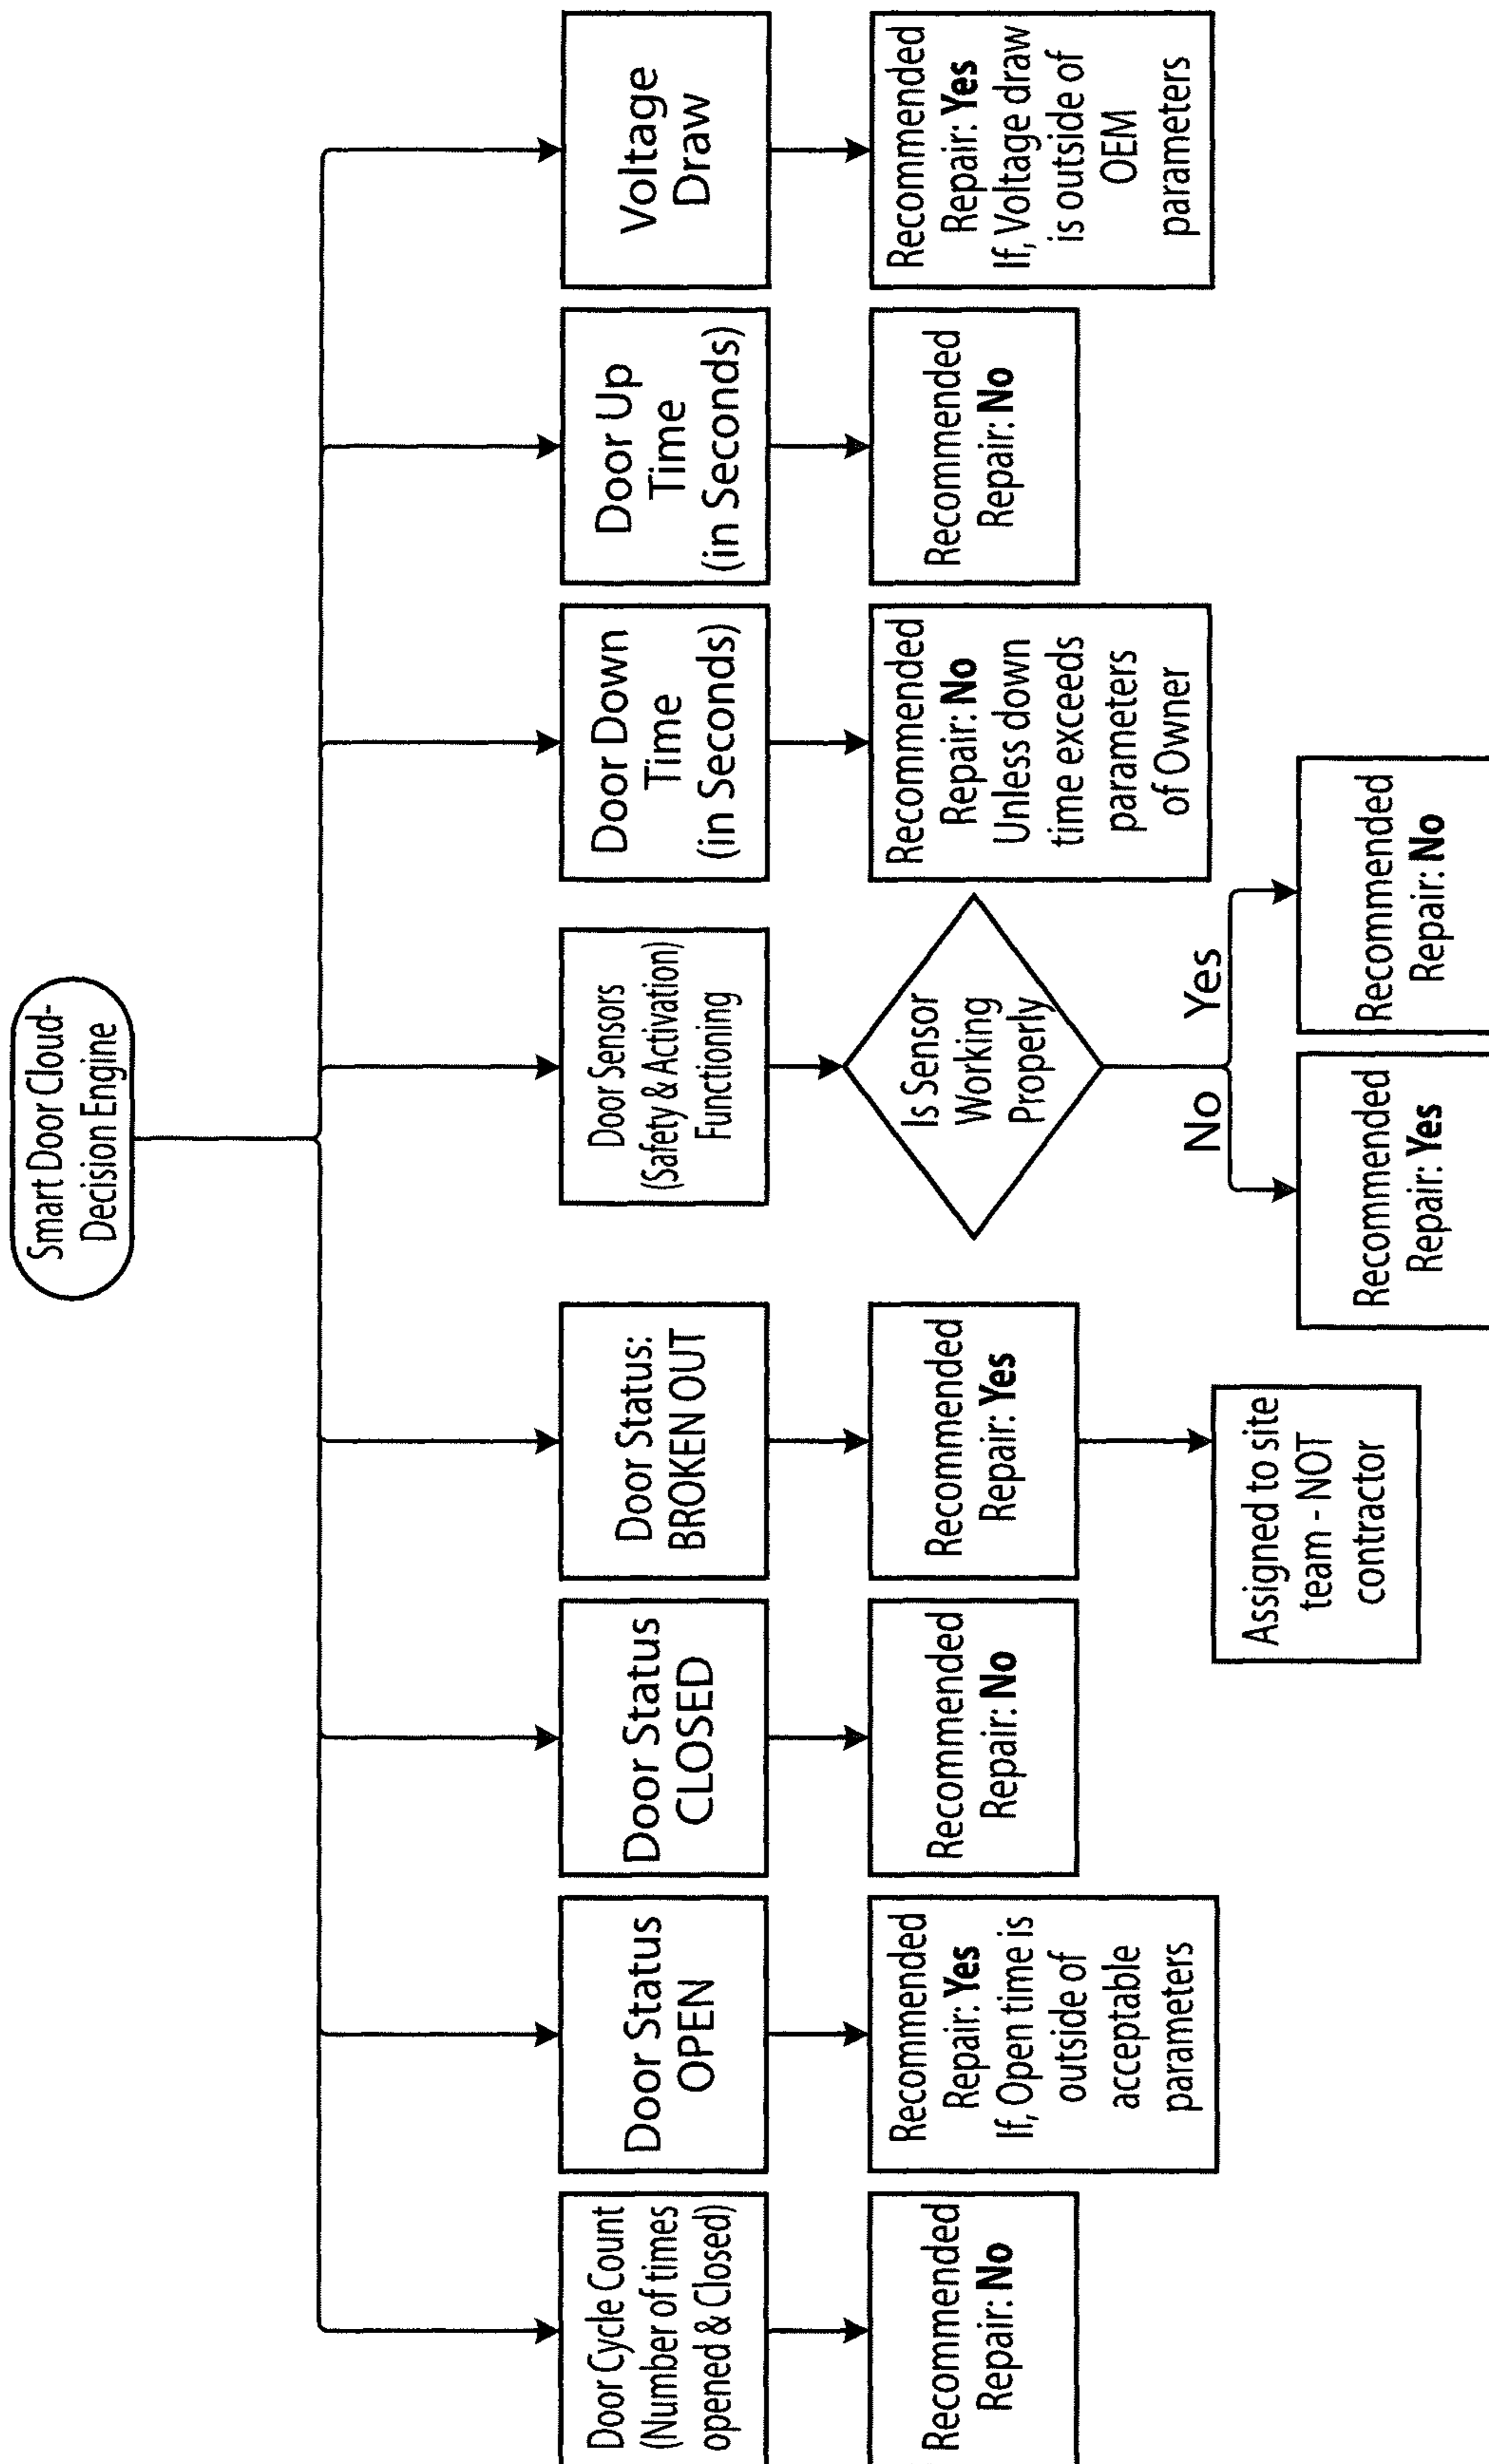 Smart Door Cloud-
Decision Engine
Door Cycle Count
(Number of times
opened & Closed)
Recommended
Repair: No
Door Status
OPEN
Recommended
Repair: Yes
If, Open time is
outside of
acceptable
parameters
Door Status
CLOSED
Recommended
Repair: No
Door Status:
BROKEN OUT
Recommended
Repair: Yes
Assigned to site
team - NOT
contractor
Door Sensors
(Safety & Activation)
Functioning
Is Sensor
Working
Properly
No
Yes
Recommended
Repair: Yes
Recommended
Repair: No
Door Down
Time
(in Seconds)
Recommended
Repair: No
Unless down
time exceeds
parameters
of Owner
Door Up
Time
(in Seconds)
Recommended
Repair: No
Voltage
Draw
Recommended
Repair: Yes
If, Voltage draw
is outside of
OEM
parameters